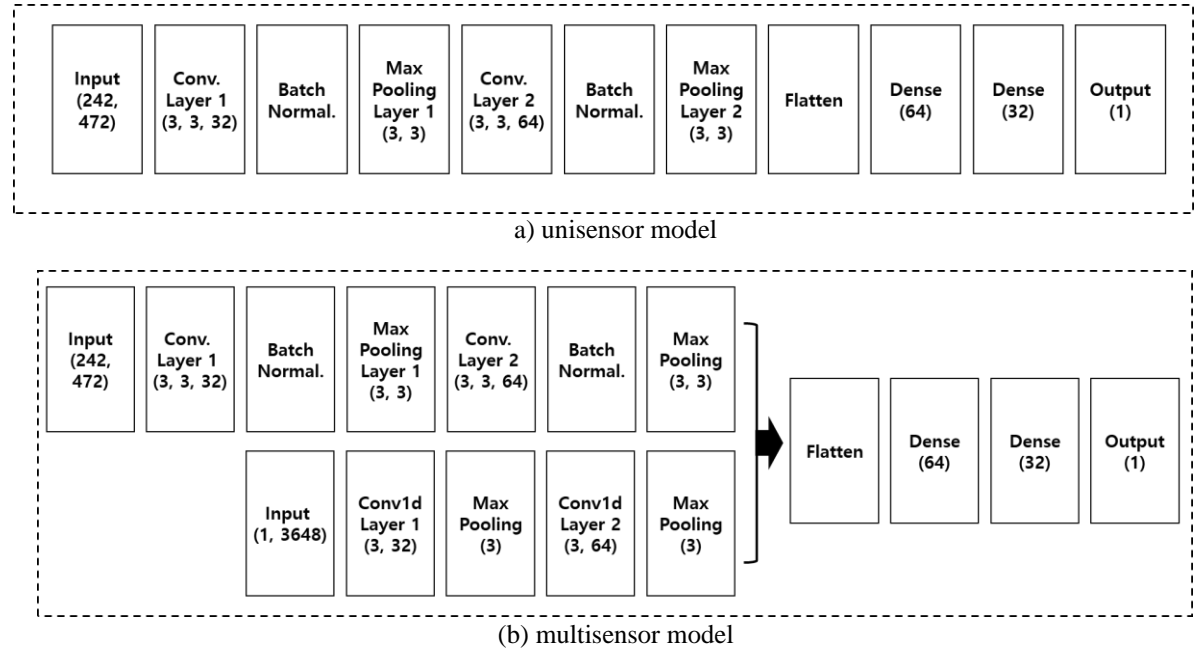 Input
(242,
472)
Conv.
Layer 1
(3, 3, 32)
Batch
Normal.
Max
Pooling
Layer 1
(3, 3)
Conv.
Layer 2
(3, 3, 64)
Batch
Normal.
Max
Pooling
Layer 2
(3, 3)
Flatten
Dense
(64)
Dense
(32)
Output
(1)
a) unisensor model
Input
(242,
472)
Conv.
Layer 1
(3, 3, 32)
Batch
Normal.
Max
Pooling
Layer 1
(3, 3)
Conv.
Layer 2
(3, 3, 64)
Batch
Normal.
Max
Pooling
(3, 3)
Input
(1, 3648)
Conv1d
Layer 1
(3, 32)
Max
Pooling
(3)
Conv1d
Layer 2
(3, 64)
Max
Pooling
(3)
Flatten
Dense
(64)
Dense
(32)
Output
(1)
(b) multisensor model